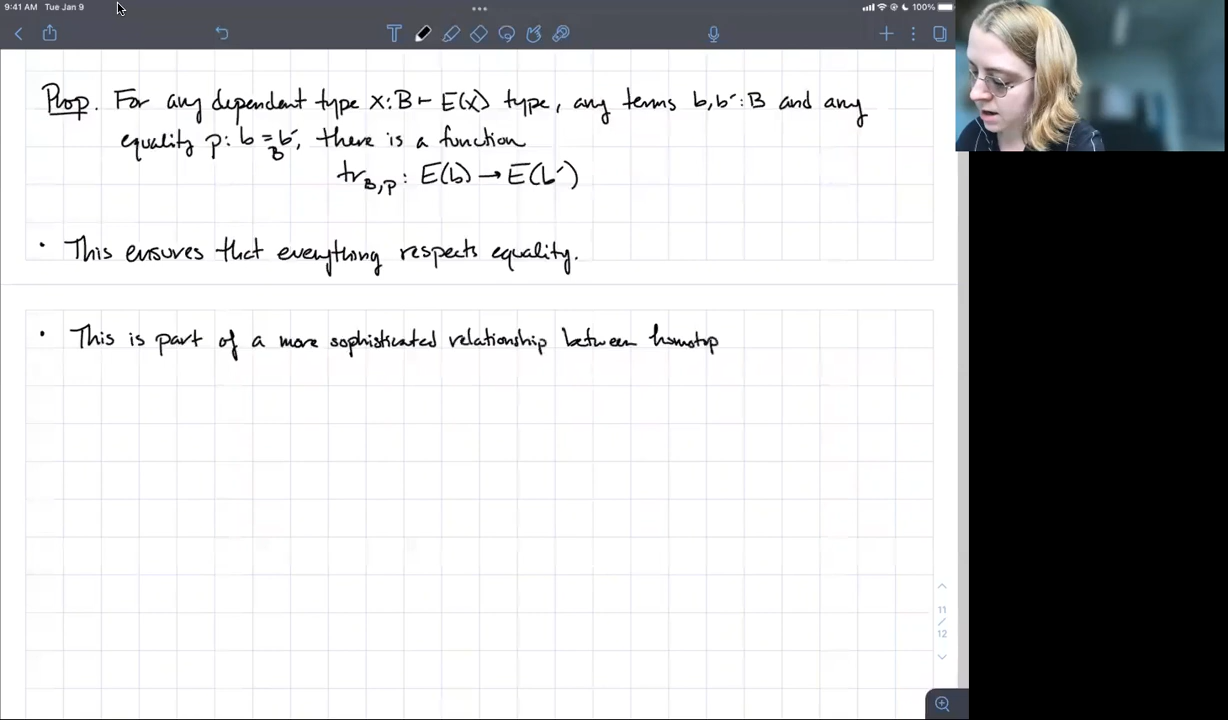 9:41 AM Tue Jan 9 100%
Prop. For any dependent type x:B ⊢ E(x) type, any terms b,b′:B and any
equality p: b =_B b′, there is a function
tr_{B,p}: E(b) → E(b′)
• This ensures that everything respects equality.
• This is part of a more sophisticated relationship between homotop
11
/
12